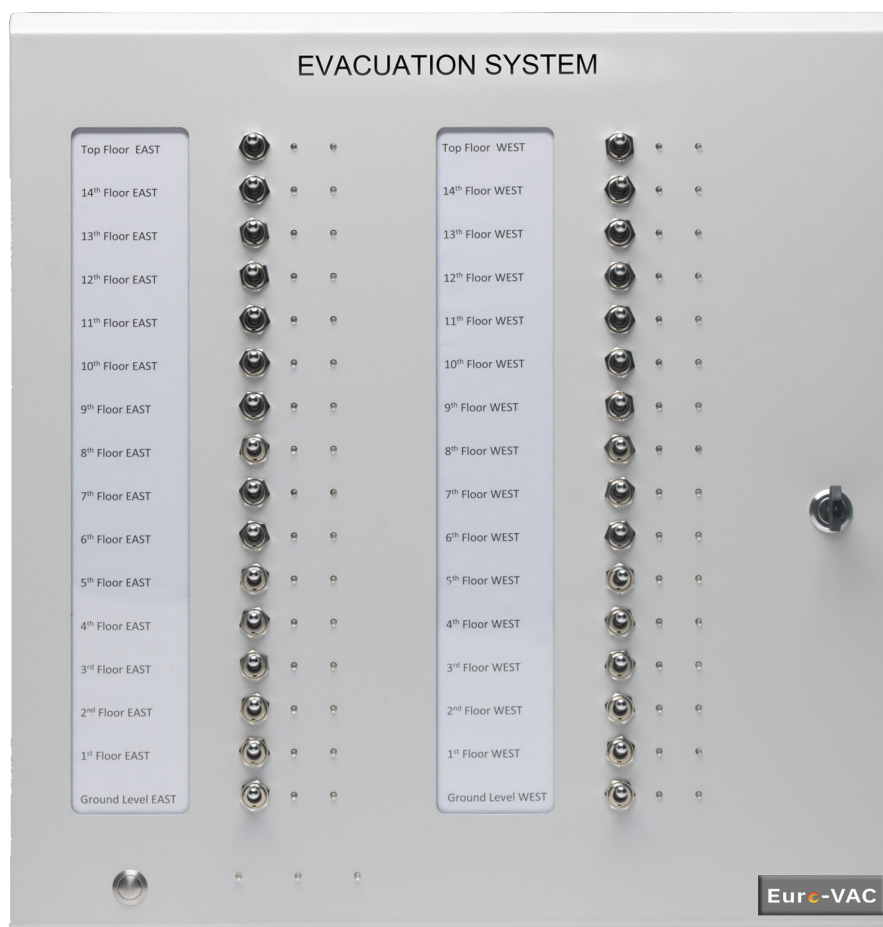 EVACUATION SYSTEM
Top Floor EAST
14th Floor EAST
13th Floor EAST
12th Floor EAST
11th Floor EAST
10th Floor EAST
9th Floor EAST
8th Floor EAST
7th Floor EAST
6th Floor EAST
5th Floor EAST
4th Floor EAST
3rd Floor EAST
2nd Floor EAST
1st Floor EAST
Ground Level EAST
Top Floor WEST
14th Floor WEST
13th Floor WEST
12th Floor WEST
11th Floor WEST
10th Floor WEST
9th Floor WEST
8th Floor WEST
7th Floor WEST
6th Floor WEST
5th Floor WEST
4th Floor WEST
3rd Floor WEST
2nd Floor WEST
1st Floor WEST
Ground Level WEST
Euro-VAC